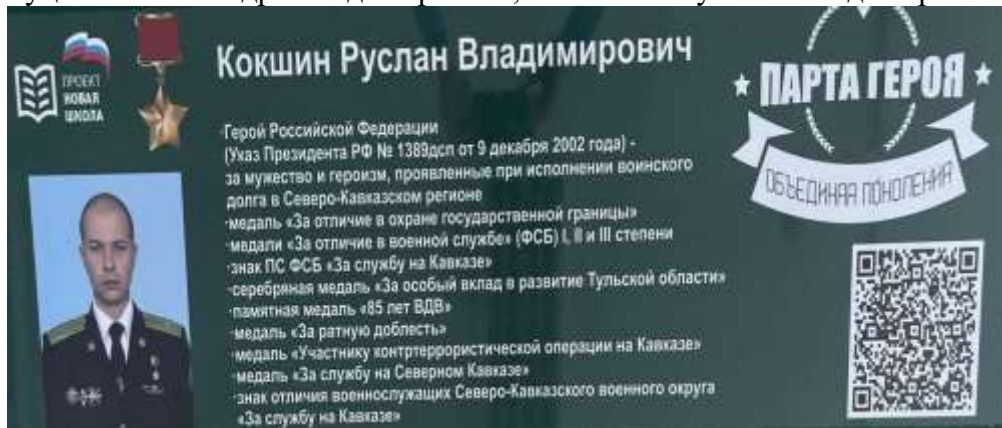 ПРОЕКТ
НОВАЯ
ШКОЛА
Кокшин Руслан Владимирович
·Герой Российской Федерации
(Указ Президента РФ № 1389дсп от 9 декабря 2002 года) -
за мужество и героизм, проявленные при исполнении воинского
долга в Северо-Кавказском регионе
·медаль «За отличие в охране государственной границы»
·медали «За отличие в военной службе» (ФСБ) I, II и III степени
·знак ПС ФСБ «За службу на Кавказе»
·серебряная медаль «За особый вклад в развитие Тульской области»
·памятная медаль «85 лет ВДВ»
·медаль «За ратную доблесть»
·медаль «Участнику контртеррористической операции на Кавказе»
·медаль «За службу на Северном Кавказе»
·знак отличия военнослужащих Северо-Кавказского военного округа
«За службу на Кавказе»
ПАРТА ГЕРОЯ
ОБЪЕДИНЯЯ ПОКОЛЕНИЯ